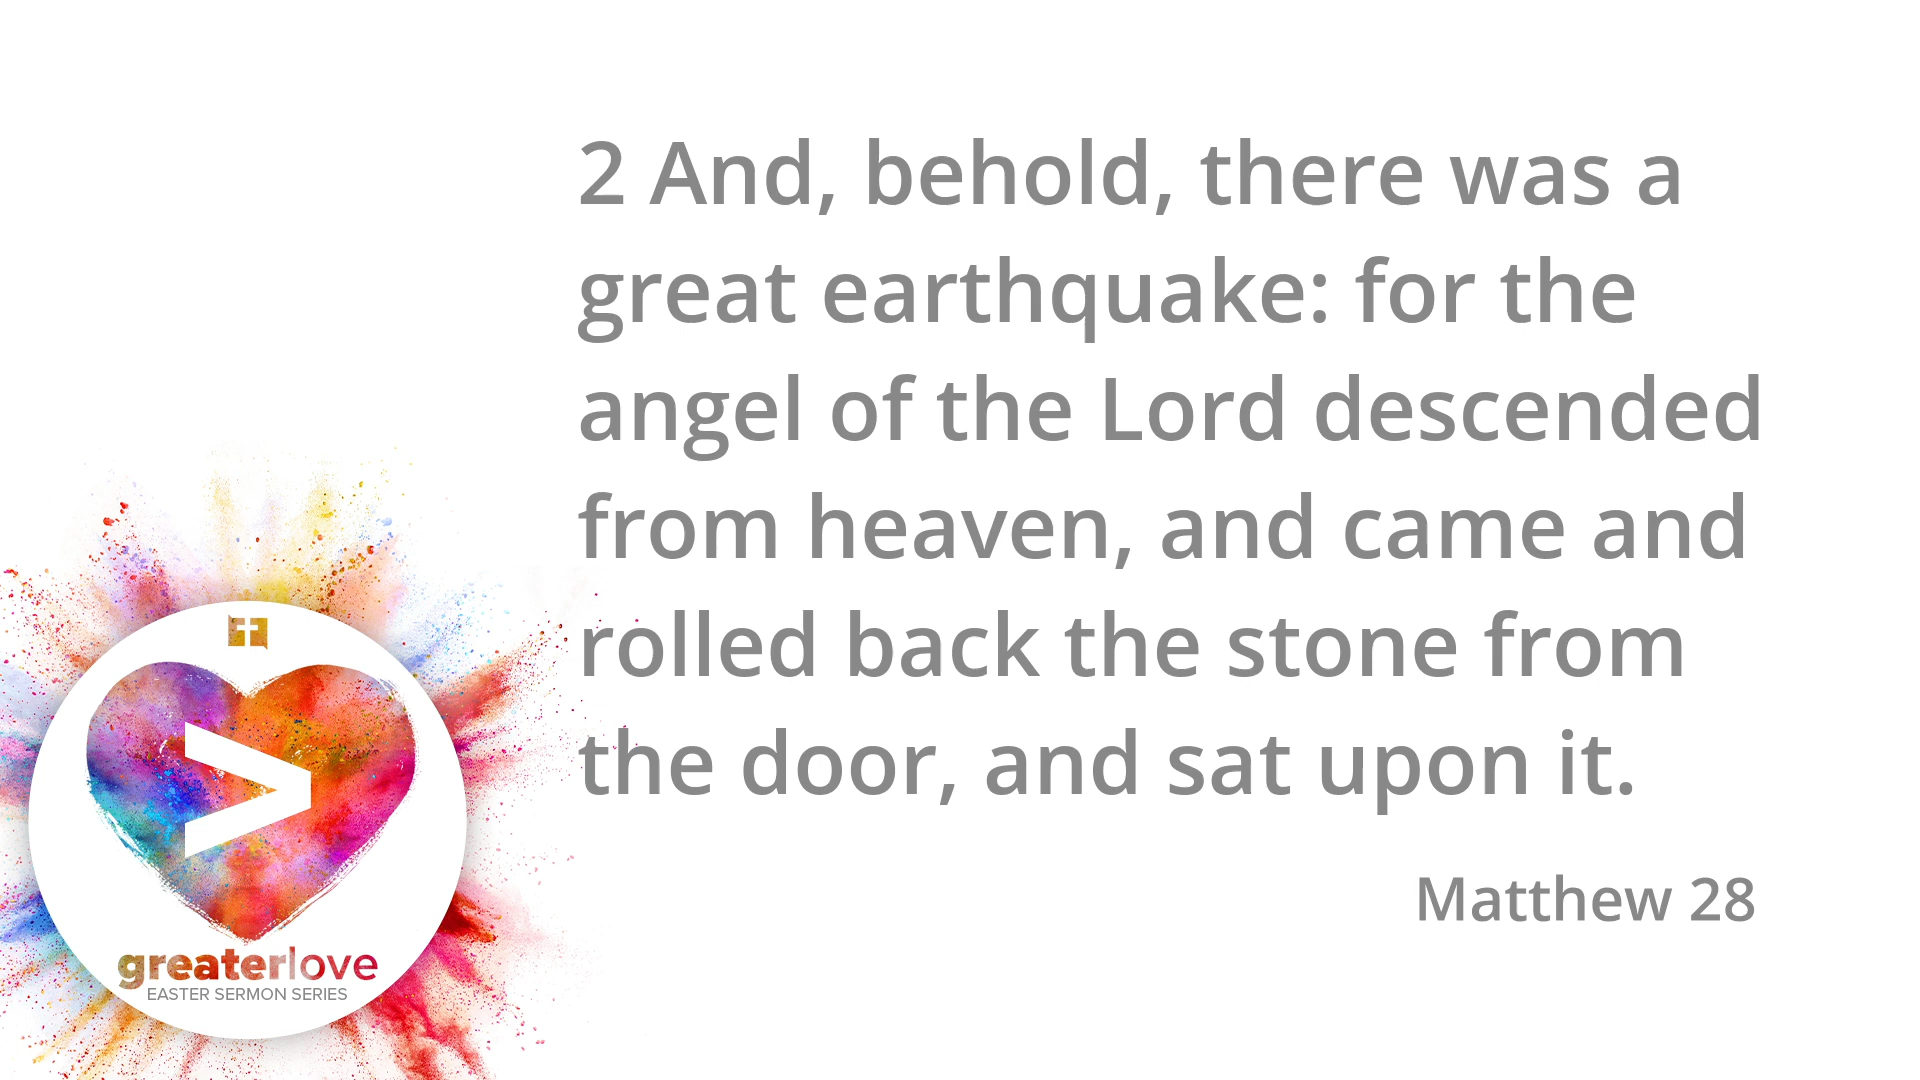 2 And, behold, there was a
great earthquake: for the
angel of the Lord descended
from heaven, and came and
rolled back the stone from
the door, and sat upon it.
Matthew 28
>
greaterlove
EASTER SERMON SERIES